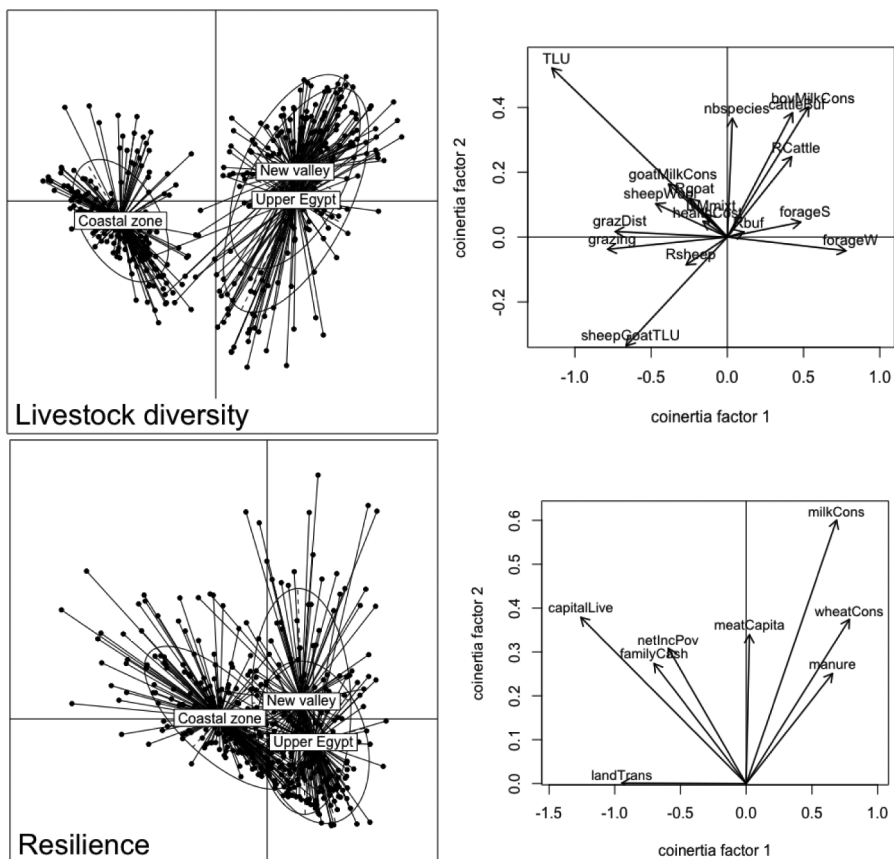 New valley
Upper Egypt
Coastal zone
Livestock diversity
coinertia factor 2
0.4
0.2
0.0
-0.2
TLU
bovMilkCons
cattleBuf
nbspecies
RCattle
goatMilkCons
Rgoat
sheepWool
forageS
grazDist
grazing
forageW
Rsheep
sheepGoatTLU
-1.0
-0.5
0.0
0.5
1.0
coinertia factor 1
New valley
Coastal zone
Upper Egypt
Resilience
coinertia factor 2
0.6
0.5
0.4
0.3
0.2
0.1
0.0
milkCons
capitalLive
wheatCons
meatCapita
netIncPov
familyCash
manure
landTrans
-1.5
-1.0
-0.5
0.0
0.5
1.0
coinertia factor 1